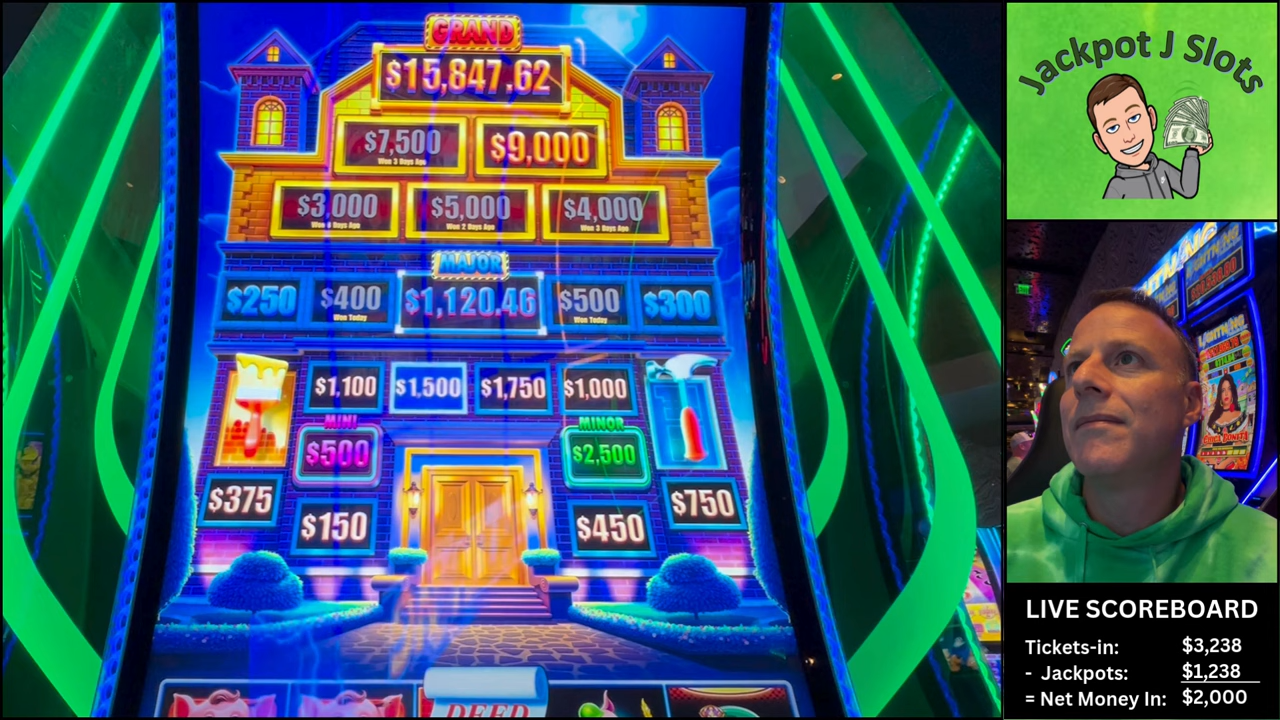 GRAND
$15,847.62
$7,500
Won 3 Days Ago
$9,000
$3,000
Days Ago
$5,000
Won 2 Days Ago
$4,000
Won 3 Days Ago
MAJOR
$250
$400
Won Today
$1,120.46
$500
Won Today
$300
$1,100
$1,500
$1,750
$1,000
MINI
$500
MINOR
$2,500
$375
$150
$450
$750
DEED
Jackpot J Slots
LIVE SCOREBOARD
Tickets-in: $3,238
- Jackpots: $1,238
= Net Money In: $2,000